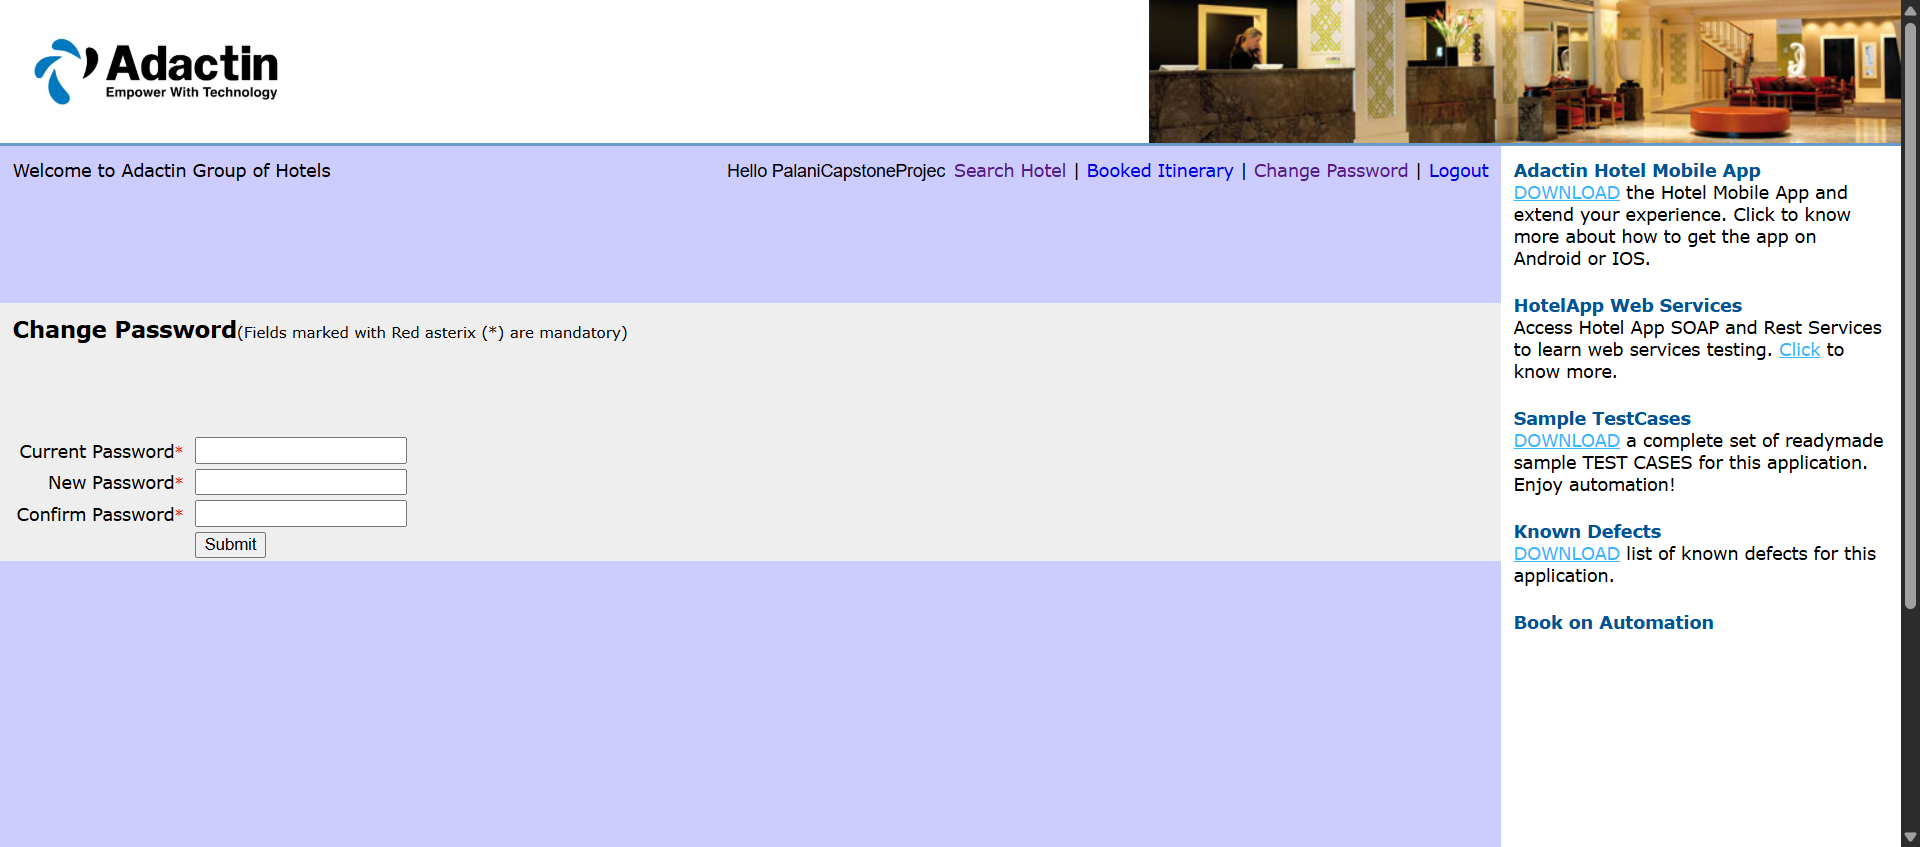 Adactin
Empower With Technology
Welcome to Adactin Group of Hotels
Hello PalaniCapstoneProjec Search Hotel | Booked Itinerary | Change Password | Logout
Change Password(Fields marked with Red asterix (*) are mandatory)
Current Password*
New Password*
Confirm Password*
Submit
Adactin Hotel Mobile App
DOWNLOAD the Hotel Mobile App and
extend your experience. Click to know
more about how to get the app on
Android or IOS.
HotelApp Web Services
Access Hotel App SOAP and Rest Services
to learn web services testing. Click to
know more.
Sample TestCases
DOWNLOAD a complete set of readymade
sample TEST CASES for this application.
Enjoy automation!
Known Defects
DOWNLOAD list of known defects for this
application.
Book on Automation